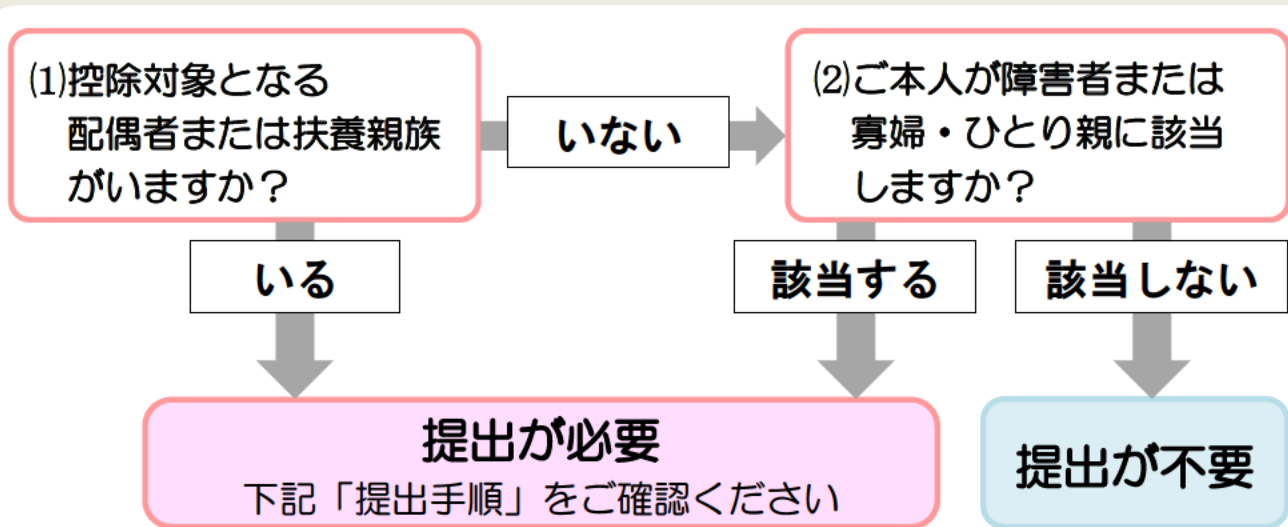 ⑴控除対象となる
配偶者または扶養親族
がいますか？
いない
⑵ご本人が障害者または
寡婦・ひとり親に該当
しますか？
いる
該当する
該当しない
提出が必要
下記「提出手順」をご確認ください
提出が不要